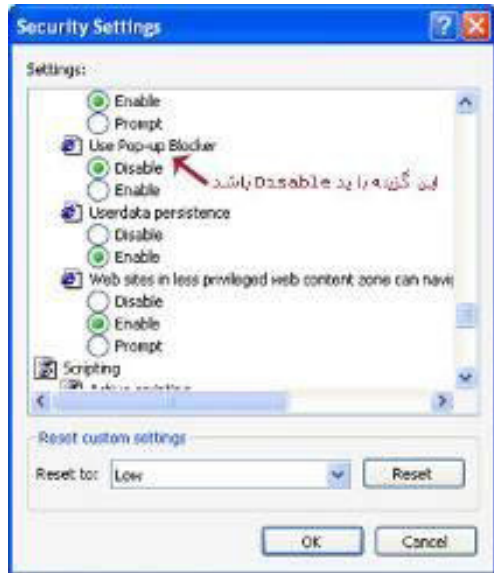 Security Settings
Settings:
Enable
Prompt
Use Pop-up Blocker
Disable
این گزینه باید Disable باشد
Enable
Userdata persistence
Disable
Enable
Web sites in less privileged web content zone can navi
Disable
Enable
Prompt
Scripting
Active scripting
Reset custom settings
Reset to: Low Reset
OK Cancel